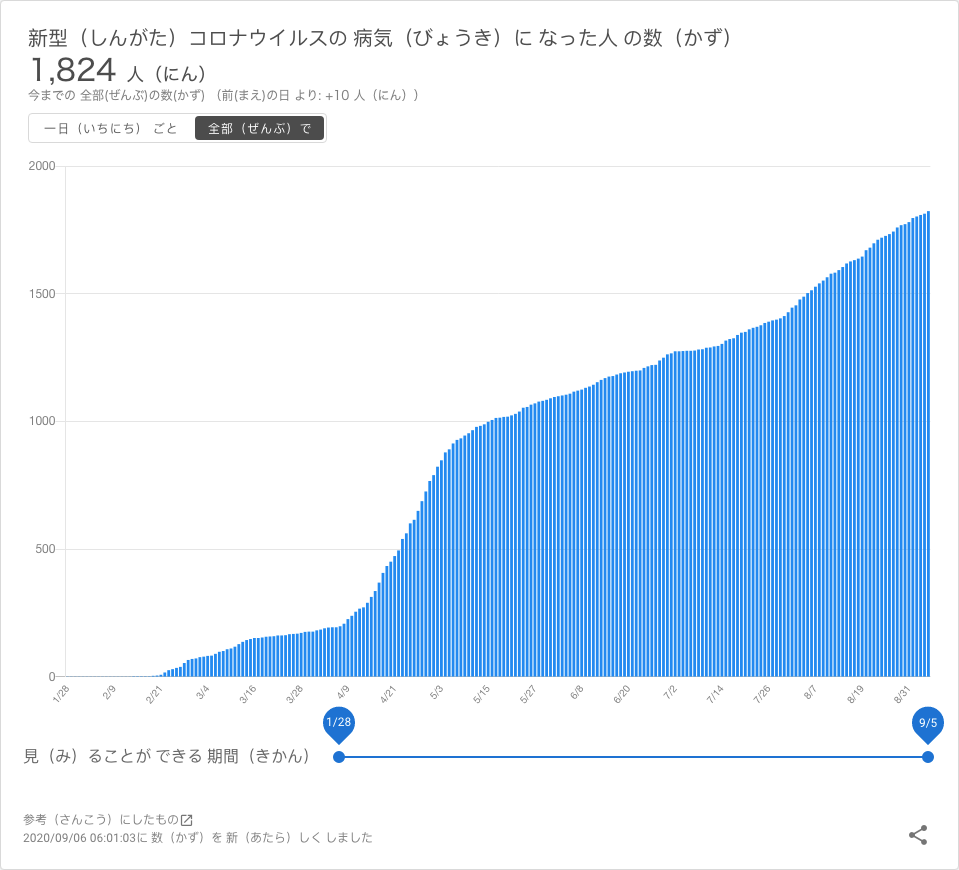 新型（しんがた）コロナウイルスの 病気（びょうき）に なった人 の数（かず）
1,824 人（にん）
今までの 全部(ぜんぶ)の数(かず) （前(まえ)の日 より: +10 人（にん））
一日（いちにち） ごと 全部（ぜんぶ）で
2000
1500
1000
500
0
1/28 2/9 2/21 3/4 3/16 3/28 4/9 4/21 5/3 5/15 5/27 6/8 6/20 7/2 7/14 7/26 8/7 8/19 8/31
1/28 9/5
見（み）ることが できる 期間（きかん）
参考（さんこう）にしたもの
2020/09/06 06:01:03に 数（かず）を 新（あたら）しく しました